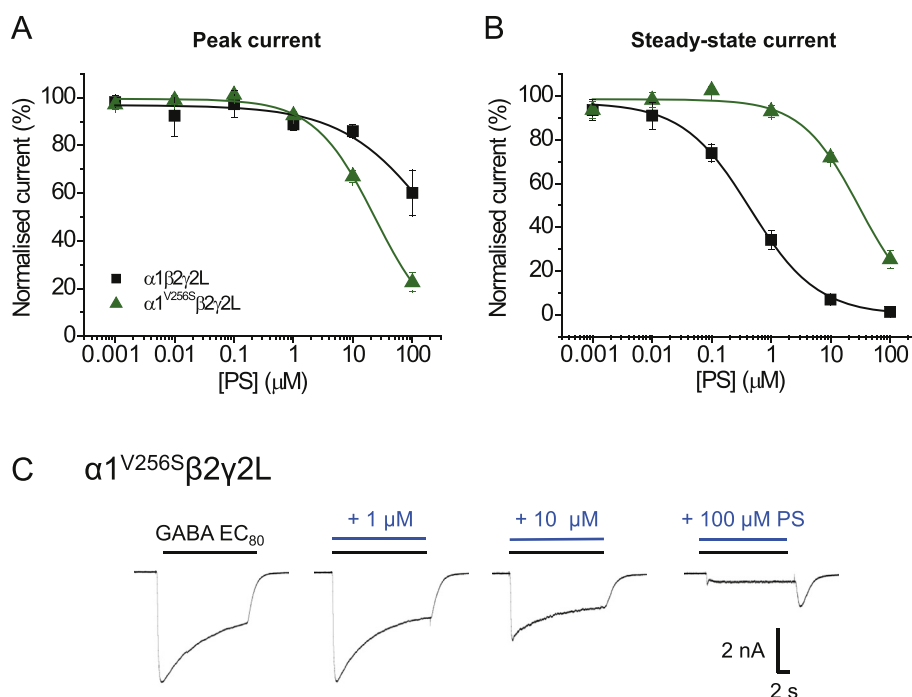 A
Peak current
Normalised current (%)
100
80
60
40
20
0
α1β2γ2L
α1V256Sβ2γ2L
0.001 0.01 0.1 1 10 100
[PS] (μM)
B
Steady-state current
Normalised current (%)
100
80
60
40
20
0
0.001 0.01 0.1 1 10 100
[PS] (μM)
C
α1V256Sβ2γ2L
GABA EC80
+ 1 μM
+ 10 μM
+ 100 μM PS
2 nA
2 s